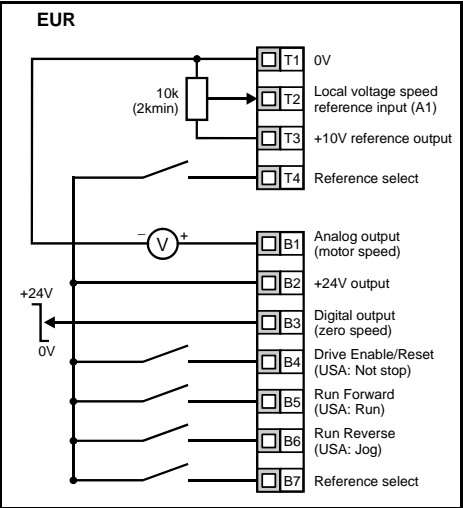 EUR
T1 0V
10k
(2kmin)
T2 Local voltage speed
reference input (A1)
T3 +10V reference output
T4 Reference select
− V +
B1 Analog output
(motor speed)
B2 +24V output
+24V
0V
B3 Digital output
(zero speed)
B4 Drive Enable/Reset
(USA: Not stop)
B5 Run Forward
(USA: Run)
B6 Run Reverse
(USA: Jog)
B7 Reference select